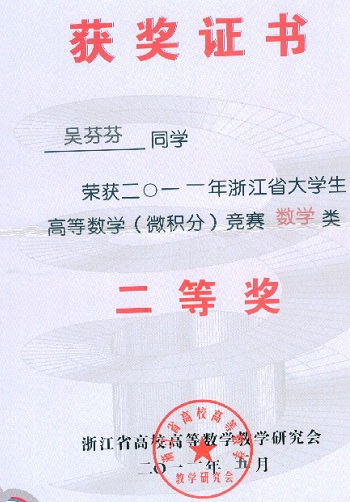 获奖证书
吴芬芬 同学
荣获二〇一一年浙江省大学生
高等数学（微积分）竞赛 数学 类
二等奖
浙江省高校高等数学教学研究会
二〇一一年 九月
浙江省高校高等数学
教学研究会